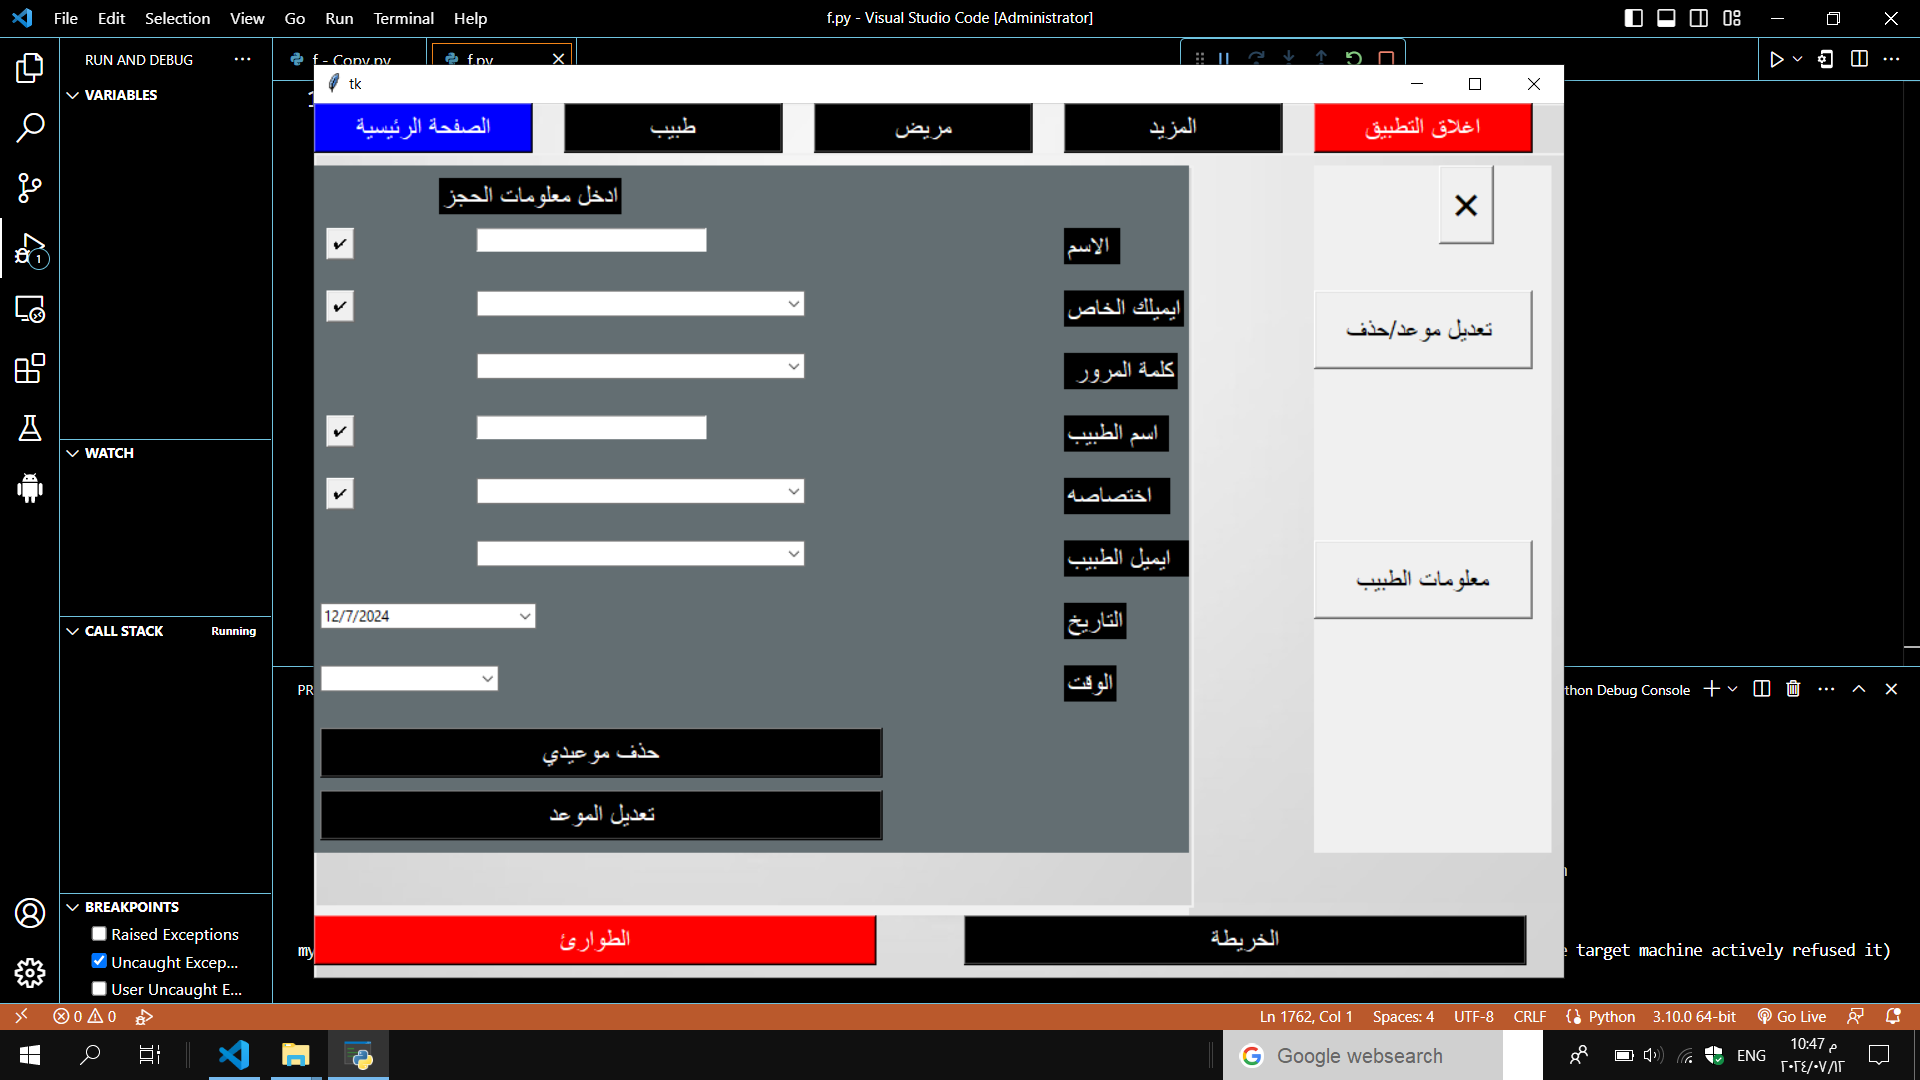 File Edit Selection View Go Run Terminal Help
f.py - Visual Studio Code [Administrator]
RUN AND DEBUG
f - Copy.py
f.py
VARIABLES
WATCH
CALL STACK
Running
BREAKPOINTS
Raised Exceptions
Uncaught Excep...
User Uncaught E...
tk
الصفحة الرئيسية
طبيب
مريض
المزيد
اغلاق التطبيق
ادخل معلومات الحجز
الاسم
ايميلك الخاص
كلمة المرور
اسم الطبيب
اختصاصه
ايميل الطبيب
التاريخ
12/7/2024
الوقت
حذف موعيدي
تعديل الموعد
تعديل موعد/حذف
معلومات الطبيب
الطوارئ
الخريطة
PR
thon Debug Console
my
target machine actively refused it)
1
0 0
Ln 1762, Col 1 Spaces: 4 UTF-8 CRLF Python 3.10.0 64-bit Go Live
Google websearch
ENG
10:47 م
٢٠٢٤/٠٧/١٢